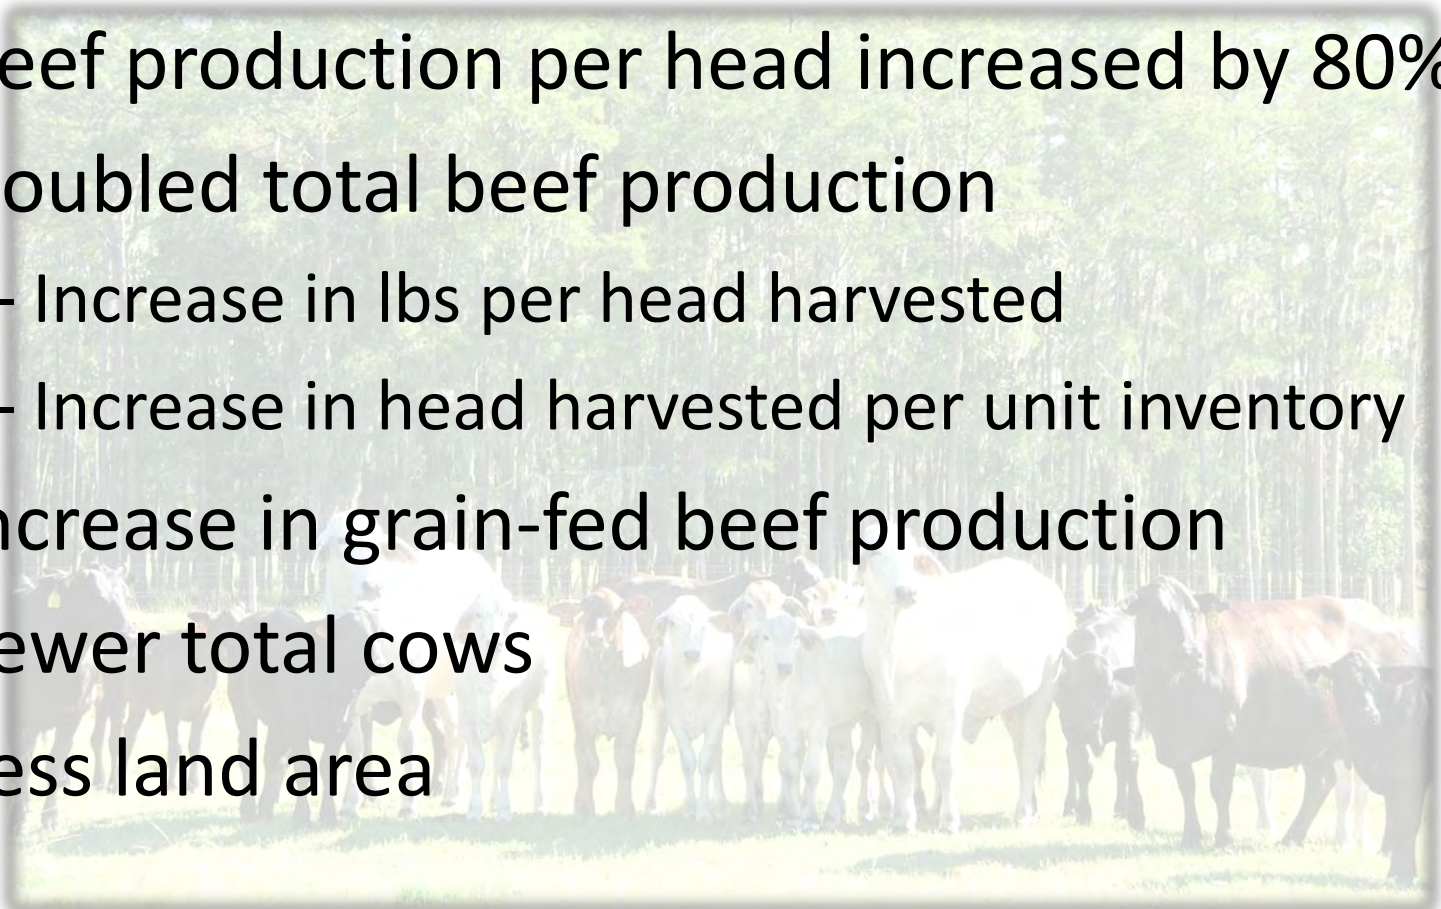 eef production per head increased by 80%
oubled total beef production
- Increase in lbs per head harvested
- Increase in head harvested per unit inventory
ncrease in grain-fed beef production
ewer total cows
ess land area